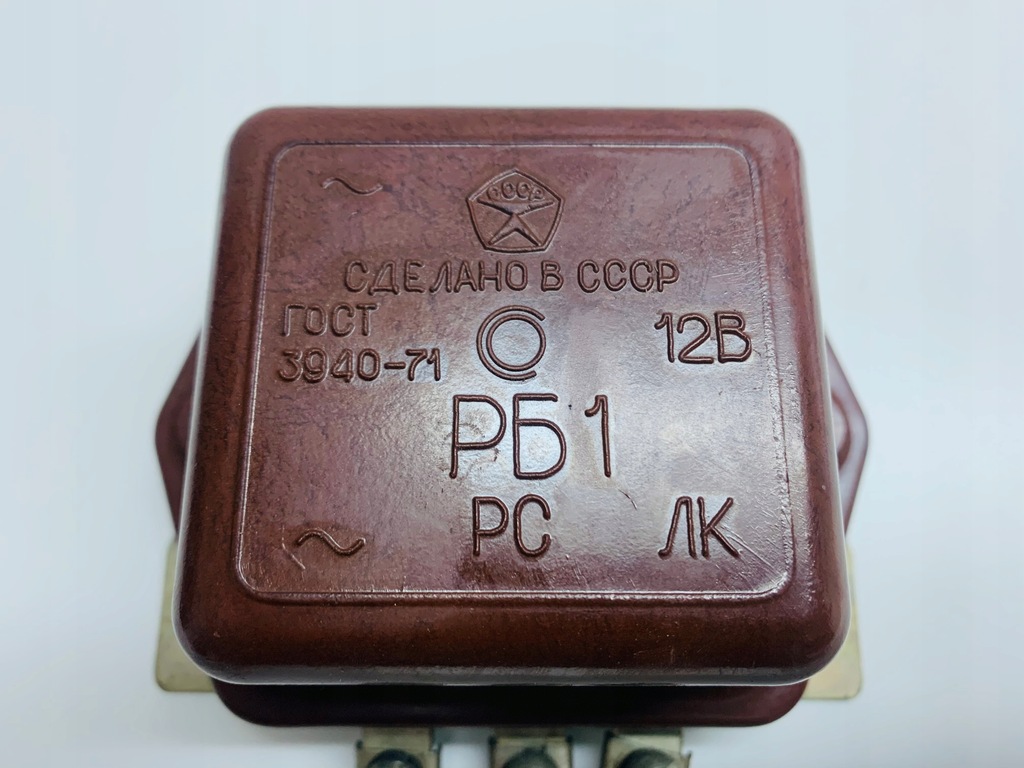 ~
СССР
СДЕЛАНО В СССР
ГОСТ
3940-71
12В
РБ1
~ РС ЛК